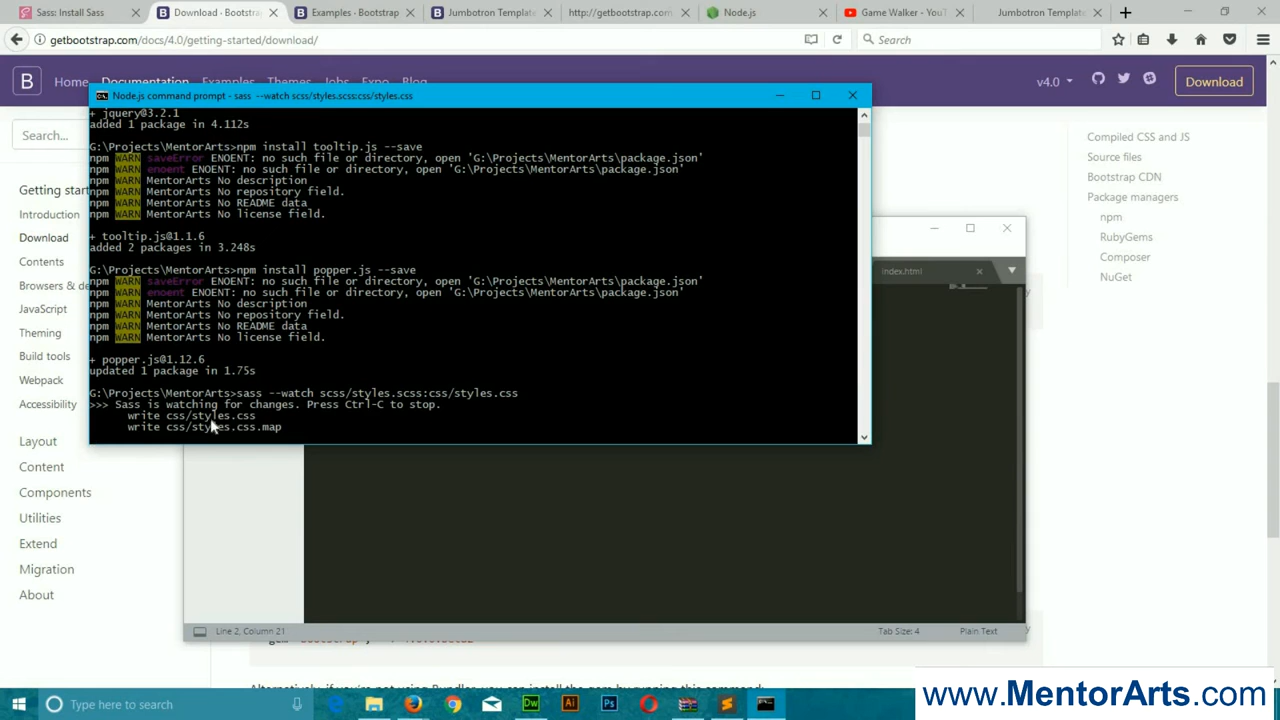 Sass: Install Sass
Download · Bootstrap
Examples · Bootstrap
Jumbotron Template
http://getbootstrap.com
Node.js
Game Walker - YouT
Jumbotron Template
getbootstrap.com/docs/4.0/getting-started/download/
Search
Home
Documentation
Examples
Themes
Jobs
Expo
Blog
v4.0
Download
Search...
Getting start
Introduction
Download
Contents
Browsers & de
JavaScript
Theming
Build tools
Webpack
Accessibility
Layout
Content
Components
Utilities
Extend
Migration
About
Node.js command prompt - sass --watch scss/styles.scss:css/styles.css
+ jquery@3.2.1
added 1 package in 4.112s
G:\Projects\MentorArts>npm install tooltip.js --save
npm WARN saveError ENOENT: no such file or directory, open 'G:\Projects\MentorArts\package.json'
npm WARN enoent ENOENT: no such file or directory, open 'G:\Projects\MentorArts\package.json'
npm WARN MentorArts No description
npm WARN MentorArts No repository field.
npm WARN MentorArts No README data
npm WARN MentorArts No license field.
+ tooltip.js@1.1.6
added 2 packages in 3.248s
G:\Projects\MentorArts>npm install popper.js --save
npm WARN saveError ENOENT: no such file or directory, open 'G:\Projects\MentorArts\package.json'
npm WARN enoent ENOENT: no such file or directory, open 'G:\Projects\MentorArts\package.json'
npm WARN MentorArts No description
npm WARN MentorArts No repository field.
npm WARN MentorArts No README data
npm WARN MentorArts No license field.
+ popper.js@1.12.6
updated 1 package in 1.75s
G:\Projects\MentorArts>sass --watch scss/styles.scss:css/styles.css
>>> Sass is watching for changes. Press Ctrl-C to stop.
write css/styles.css
write css/styles.css.map
Compiled CSS and JS
Source files
Bootstrap CDN
Package managers
npm
RubyGems
Composer
NuGet
index.html
Line 2, Column 21
Tab Size: 4
Plain Text
Type here to search
www.MentorArts.com